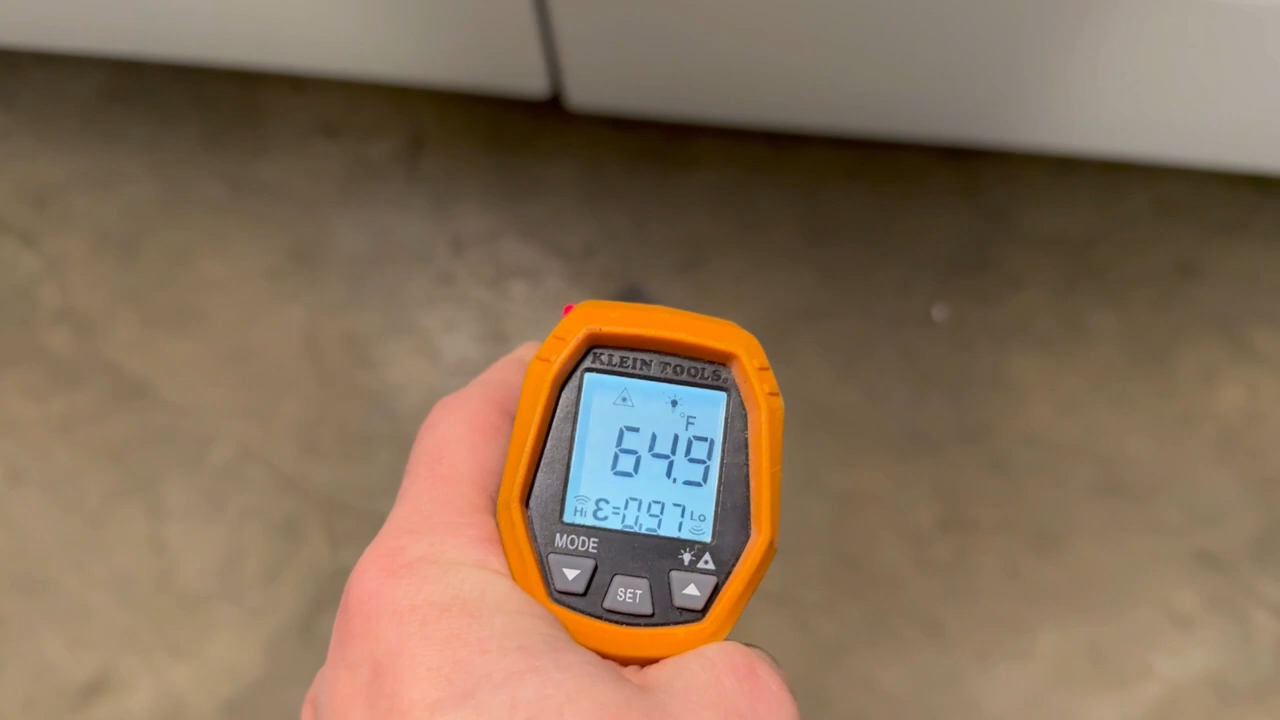 KLEIN TOOLS®
°F
64.9
Hi ε=0.97 Lo
MODE
SET